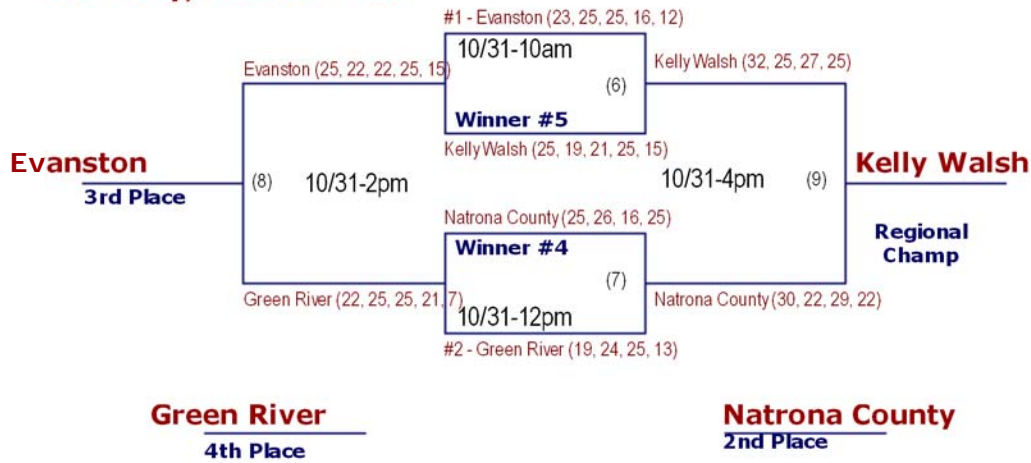 #1 - Evanston (23, 25, 25, 16, 12)
10/31-10am
Evanston (25, 22, 22, 25, 15)
Kelly Walsh (32, 25, 27, 25)
(6)
Winner #5
Kelly Walsh (25, 19, 21, 25, 15)
Evanston
3rd Place
(8)
10/31-2pm
10/31-4pm
(9)
Kelly Walsh
Regional
Champ
Natrona County (25, 26, 16, 25)
Winner #4
(7)
Green River (22, 25, 25, 21, 7)
10/31-12pm
Natrona County (30, 22, 29, 22)
#2 - Green River (19, 24, 25, 13)
Green River
4th Place
Natrona County
2nd Place